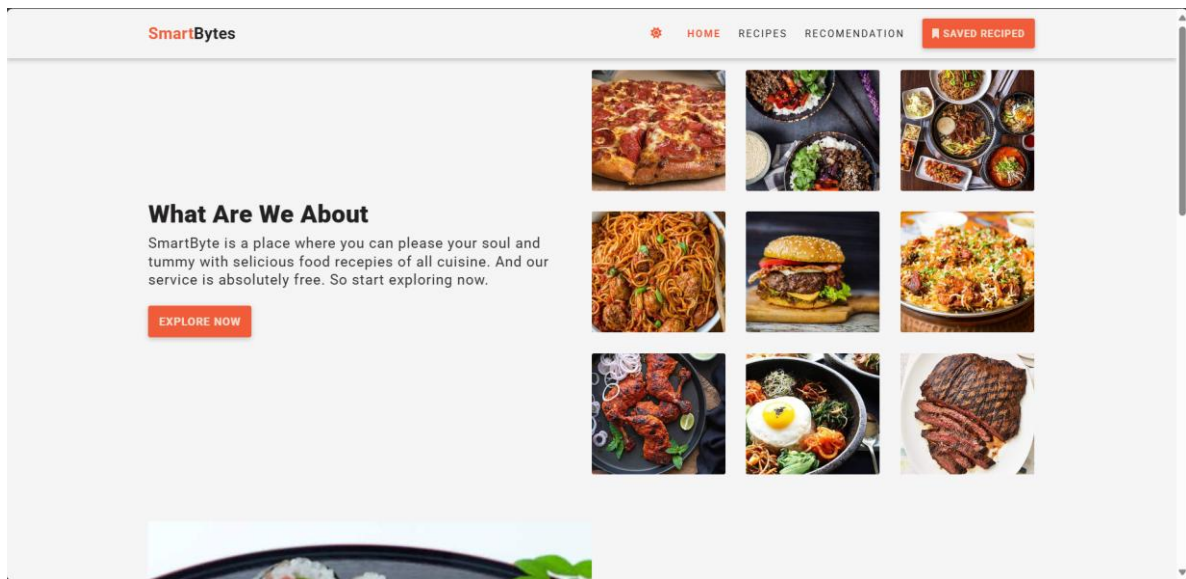 SmartBytes
HOME RECIPES RECOMENDATION SAVED RECIPED
What Are We About
SmartByte is a place where you can please your soul and
tummy with selicious food recepies of all cuisine. And our
service is absolutely free. So start exploring now.
EXPLORE NOW